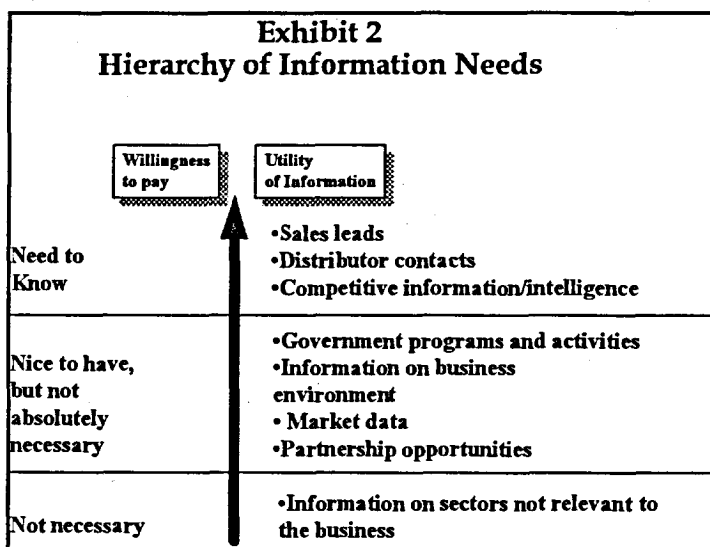 Exhibit 2
Hierarchy of Information Needs
Willingness
to pay
Utility
of Information
Need to
Know
•Sales leads
•Distributor contacts
•Competitive information/intelligence
Nice to have,
but not
absolutely
necessary
•Government programs and activities
•Information on business
environment
• Market data
•Partnership opportunities
Not necessary
•Information on sectors not relevant to
the business